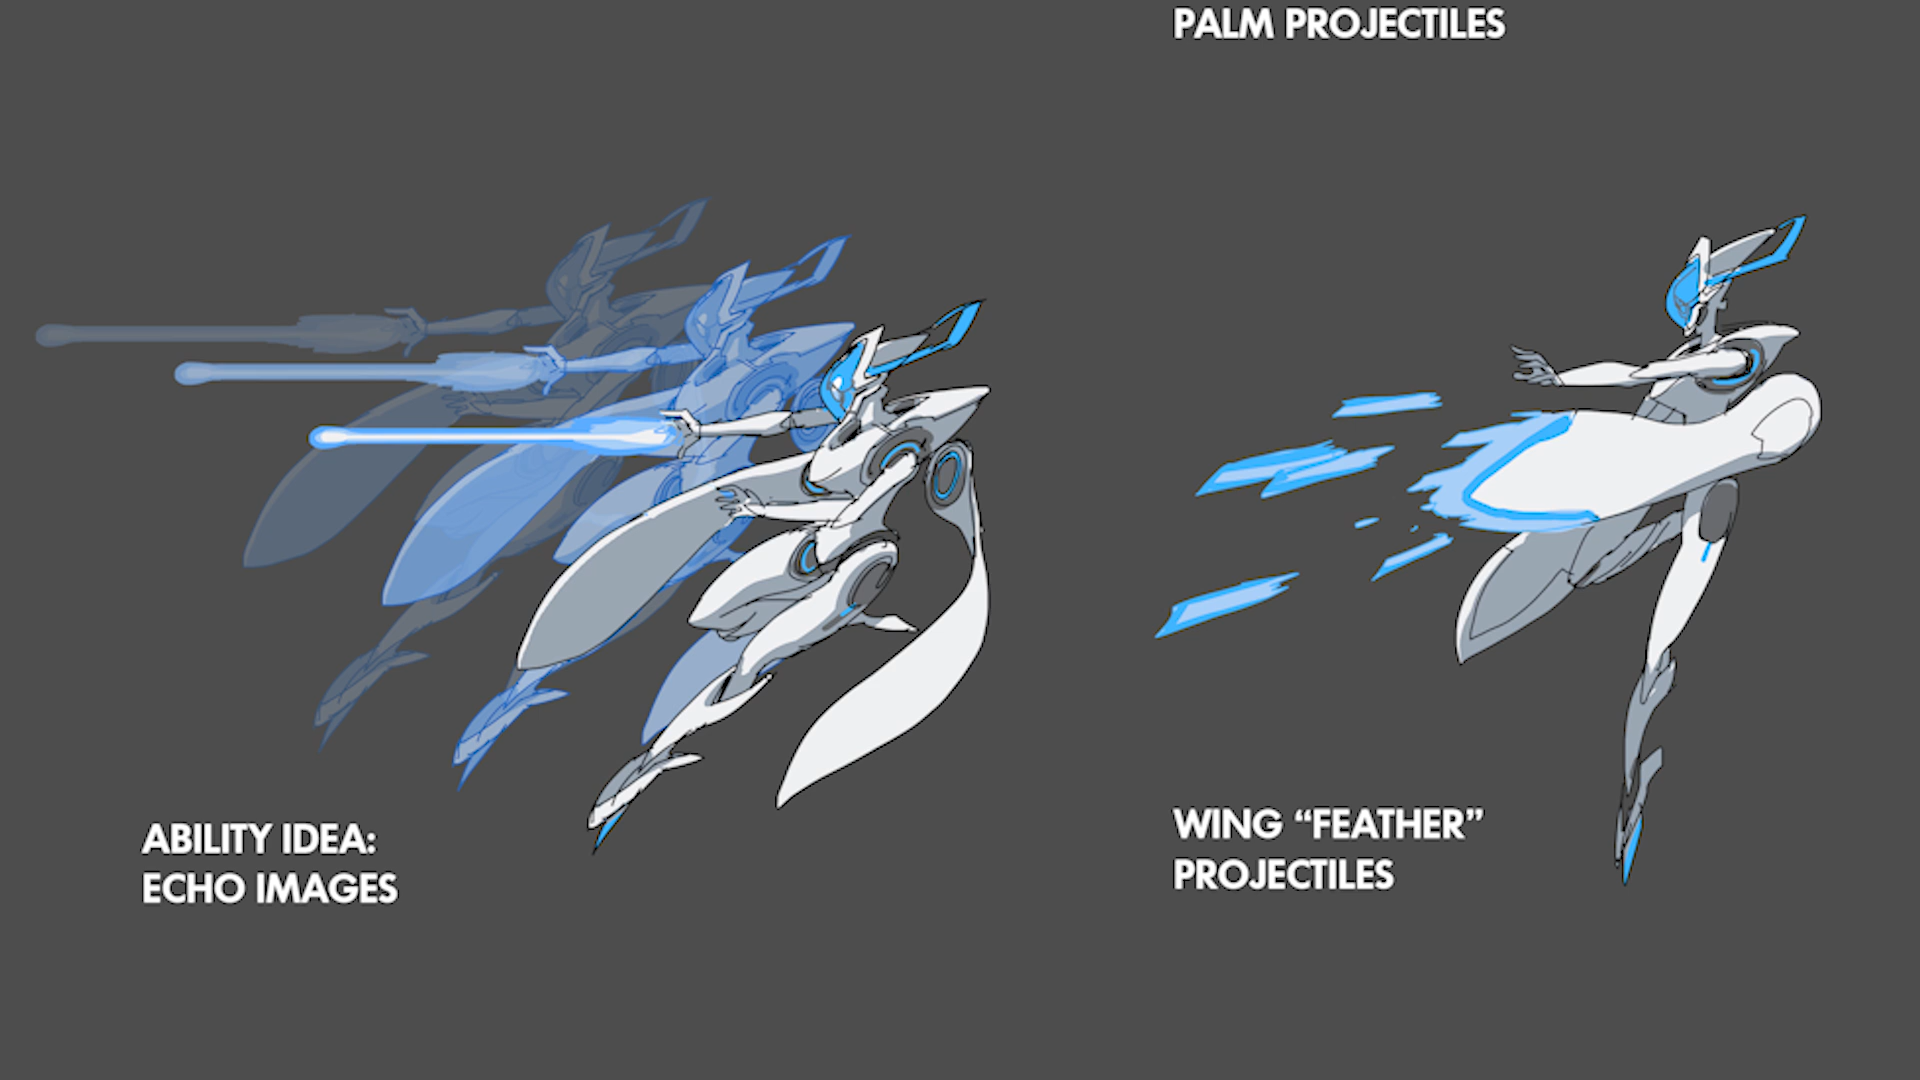 PALM PROJECTILES
ABILITY IDEA:
ECHO IMAGES
WING “FEATHER”
PROJECTILES